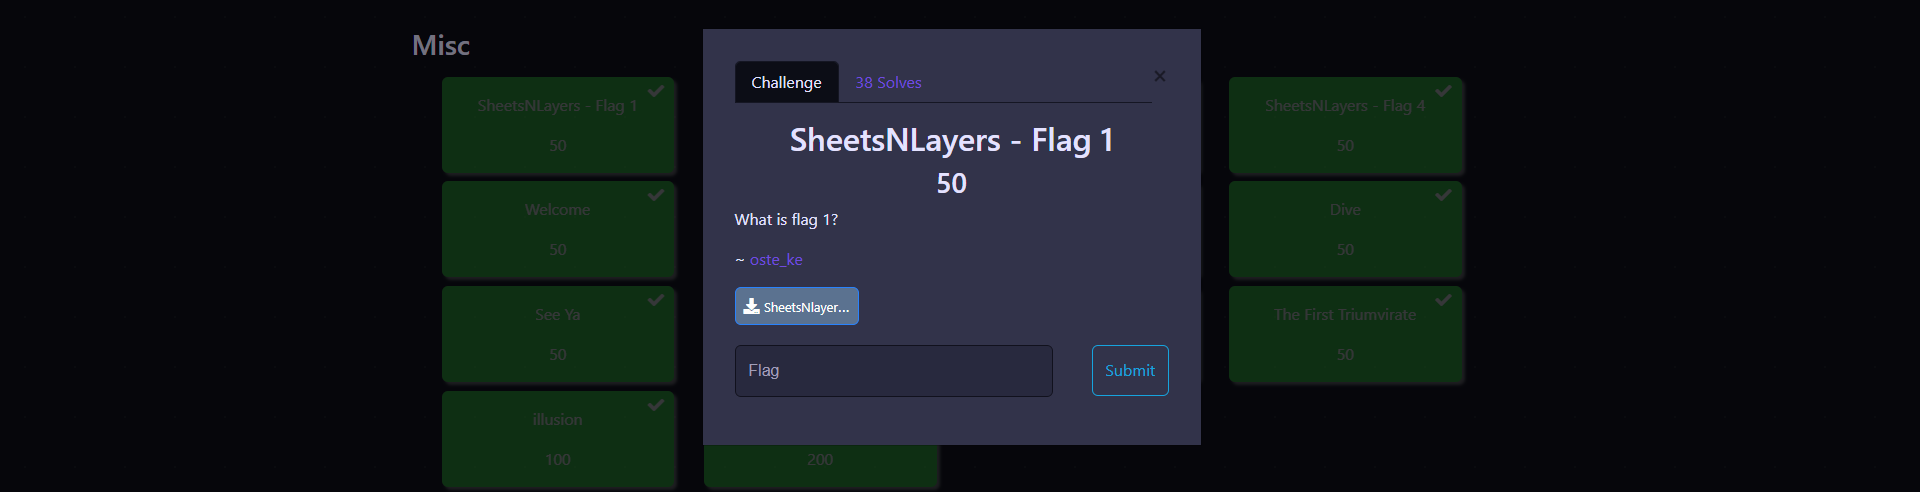 Misc
SheetsNLayers - Flag 1
50
SheetsNLayers - Flag 4
50
Welcome
50
Dive
50
See Ya
50
The First Triumvirate
50
illusion
100
200
Challenge
38 Solves
×
SheetsNLayers - Flag 1
50
What is flag 1?
~ oste_ke
SheetsNlayer...
Flag
Submit